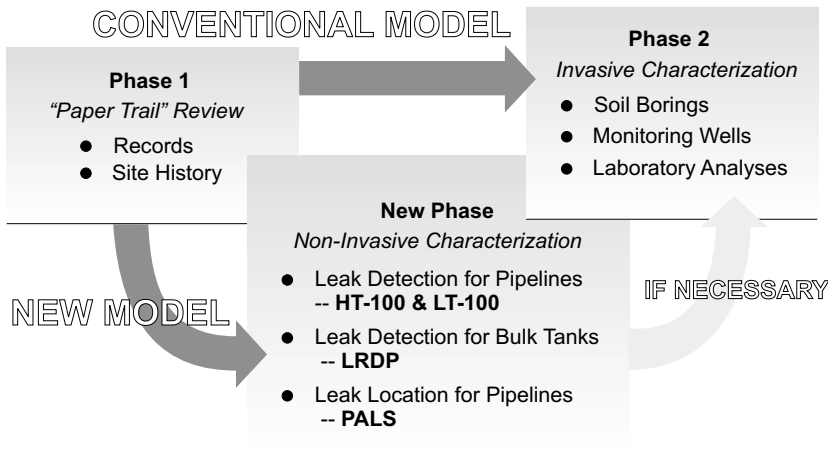 CONVENTIONAL MODEL
Phase 1
“Paper Trail” Review
● Records
● Site History
Phase 2
Invasive Characterization
● Soil Borings
● Monitoring Wells
● Laboratory Analyses
NEW MODEL
New Phase
Non-Invasive Characterization
● Leak Detection for Pipelines
-- HT-100 & LT-100
● Leak Detection for Bulk Tanks
-- LRDP
● Leak Location for Pipelines
-- PALS
IF NECESSARY